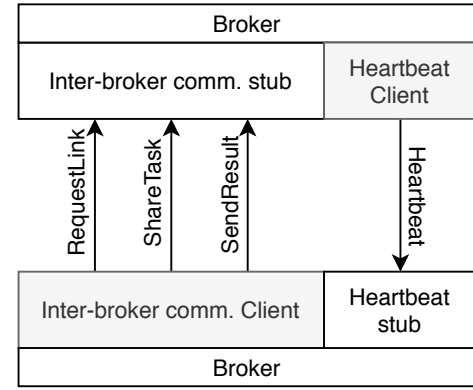 Broker
Inter-broker comm. stub
Heartbeat
Client
RequestLink
ShareTask
SendResult
Heartbeat
Inter-broker comm. Client
Heartbeat
stub
Broker